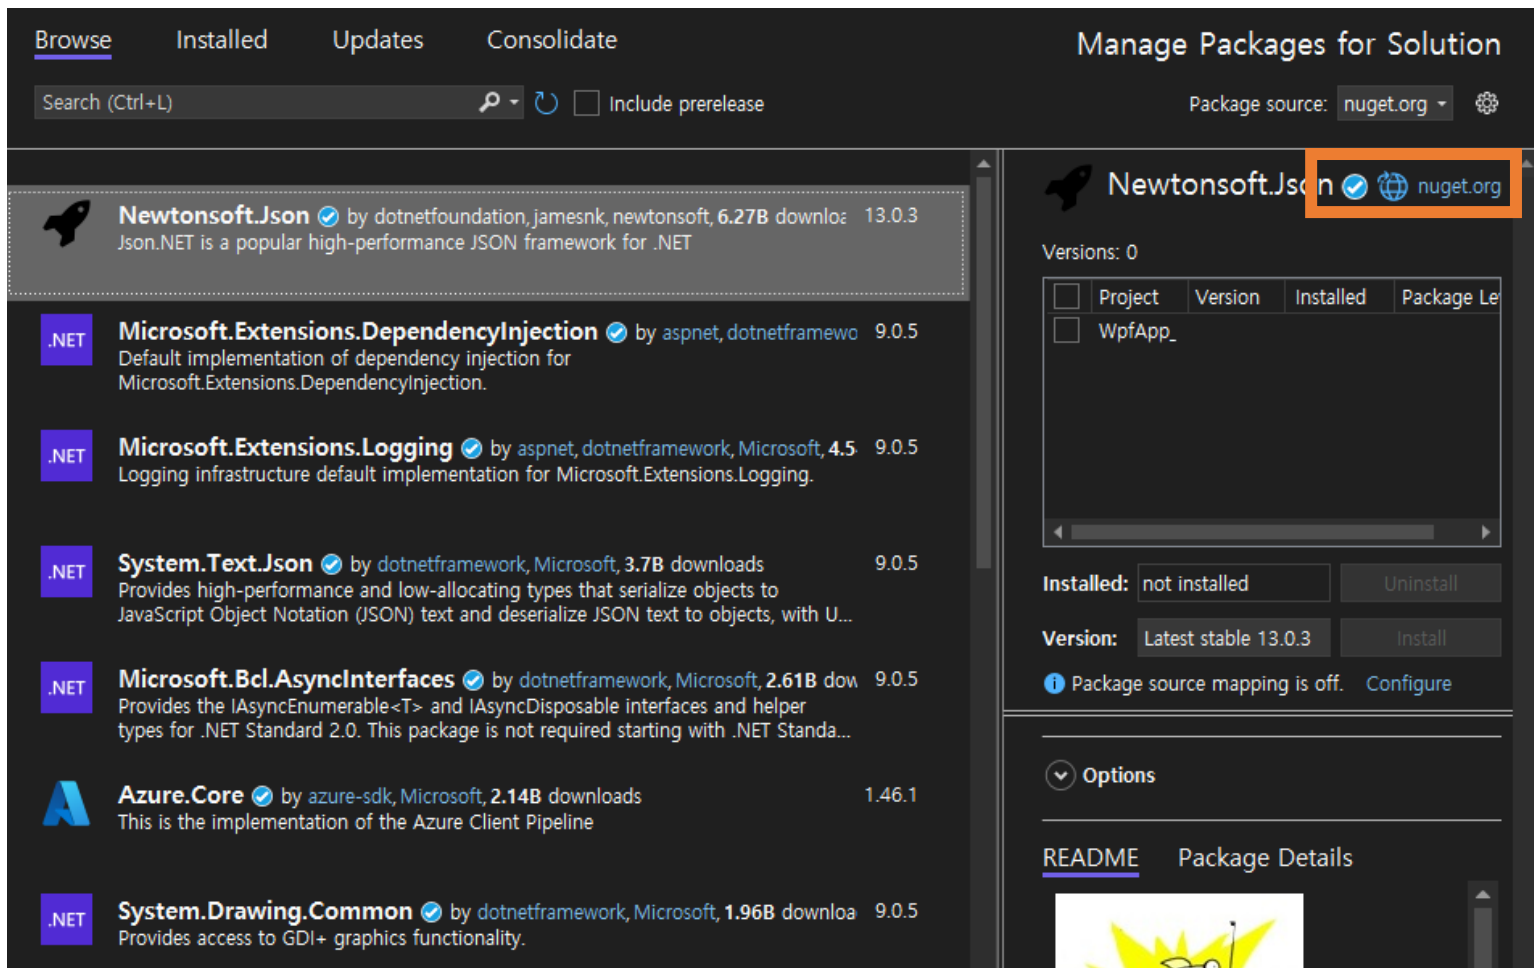 Browse Installed Updates Consolidate
Manage Packages for Solution
Search (Ctrl+L)
Include prerelease
Package source: nuget.org
Newtonsoft.Json by dotnetfoundation, jamesnk, newtonsoft, 6.27B downloa 13.0.3
Json.NET is a popular high-performance JSON framework for .NET
.NET
Microsoft.Extensions.DependencyInjection by aspnet, dotnetframewo 9.0.5
Default implementation of dependency injection for
Microsoft.Extensions.DependencyInjection.
.NET
Microsoft.Extensions.Logging by aspnet, dotnetframework, Microsoft, 4.5 9.0.5
Logging infrastructure default implementation for Microsoft.Extensions.Logging.
.NET
System.Text.Json by dotnetframework, Microsoft, 3.7B downloads 9.0.5
Provides high-performance and low-allocating types that serialize objects to
JavaScript Object Notation (JSON) text and deserialize JSON text to objects, with U...
.NET
Microsoft.Bcl.AsyncInterfaces by dotnetframework, Microsoft, 2.61B dow 9.0.5
Provides the IAsyncEnumerable<T> and IAsyncDisposable interfaces and helper
types for .NET Standard 2.0. This package is not required starting with .NET Standa...
Azure.Core by azure-sdk, Microsoft, 2.14B downloads 1.46.1
This is the implementation of the Azure Client Pipeline
.NET
System.Drawing.Common by dotnetframework, Microsoft, 1.96B downloa 9.0.5
Provides access to GDI+ graphics functionality.
Newtonsoft.Json nuget.org
Versions: 0
Project Version Installed Package Le
WpfApp_
Installed: not installed Uninstall
Version: Latest stable 13.0.3 Install
Package source mapping is off. Configure
Options
README Package Details